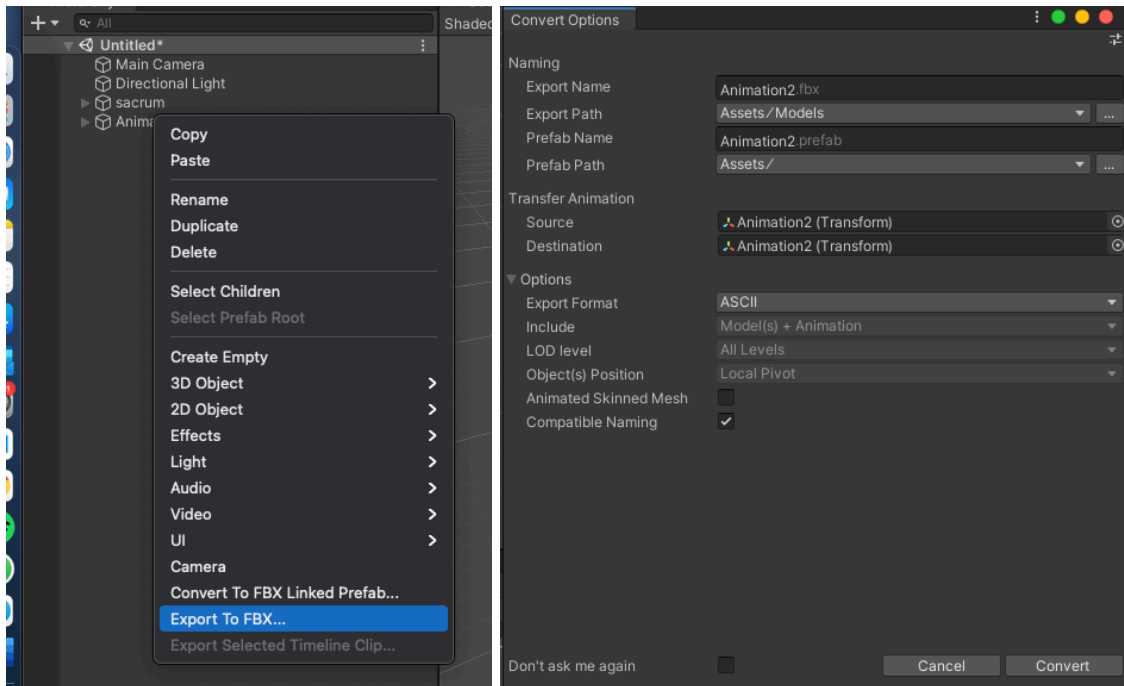 All
Shaded
Untitled*
Main Camera
Directional Light
sacrum
Anima
Copy
Paste
Rename
Duplicate
Delete
Select Children
Select Prefab Root
Create Empty
3D Object
2D Object
Effects
Light
Audio
Video
UI
Camera
Convert To FBX Linked Prefab...
Export To FBX...
Export Selected Timeline Clip...
Convert Options
Naming
Export Name Animation2.fbx
Export Path Assets/Models ...
Prefab Name Animation2.prefab
Prefab Path Assets/ ...
Transfer Animation
Source Animation2 (Transform)
Destination Animation2 (Transform)
Options
Export Format ASCII
Include Model(s) + Animation
LOD level All Levels
Object(s) Position Local Pivot
Animated Skinned Mesh
Compatible Naming
Don't ask me again Cancel Convert